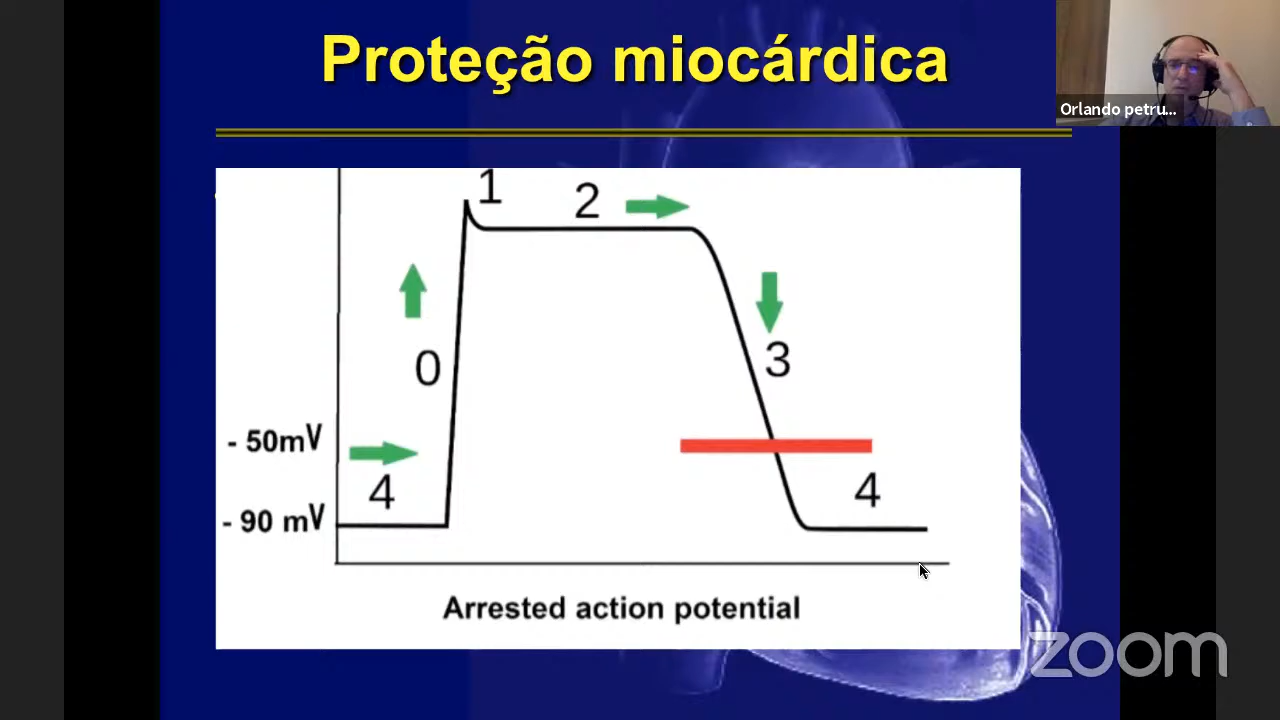 Proteção miocárdica
Orlando petru...
1
2
0
3
- 50mV
4
4
- 90 mV
Arrested action potential
zoom